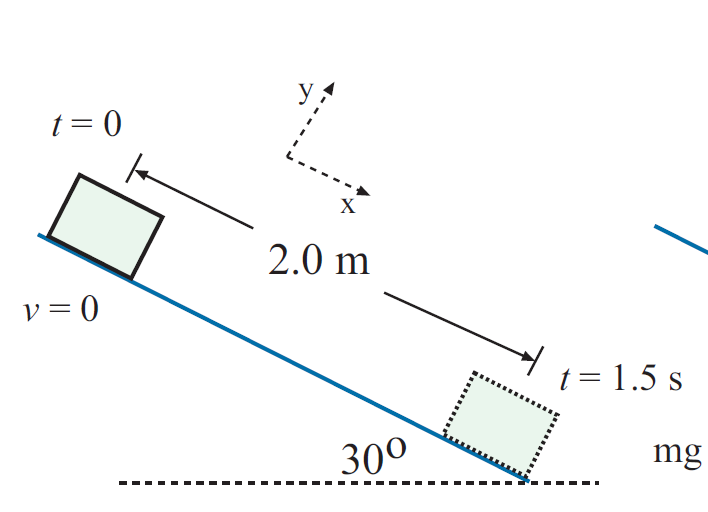 y
t = 0
x
2.0 m
v = 0
t = 1.5 s
30º
mg